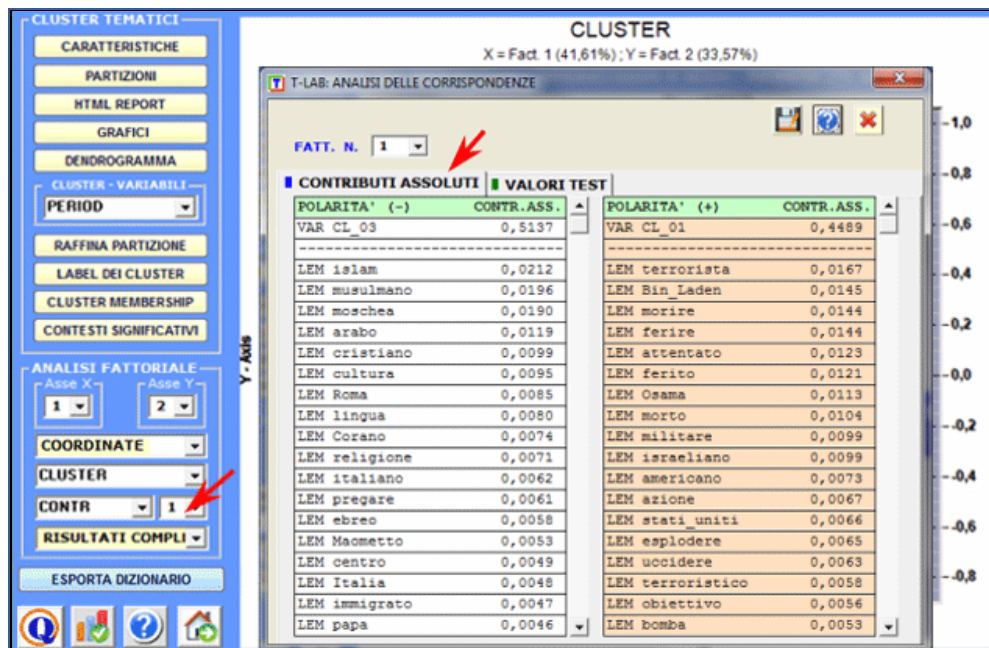 CLUSTER TEMATICI
CARATTERISTICHE
PARTIZIONI
HTML REPORT
GRAFICI
DENDROGRAMMA
CLUSTER - VARIABILI
PERIOD
RAFFINA PARTIZIONE
LABEL DEI CLUSTER
CLUSTER MEMBERSHIP
CONTESTI SIGNIFICATIVI
ANALISI FATTORIALE
Asse X Asse Y
1 2
COORDINATE
CLUSTER
CONTR 1
RISULTATI COMPLI
ESPORTA DIZIONARIO
Q ?
CLUSTER
X = Fact. 1 (41,61%) ; Y = Fact. 2 (33,57%)
Y - Axis
T-LAB: ANALISI DELLE CORRISPONDENZE
FATT. N. 1
CONTRIBUTI ASSOLUTI VALORI TEST
POLARITA' (-) CONTR.ASS. POLARITA' (+) CONTR.ASS.
VAR CL_03 0,5137 VAR CL_01 0,4489
LEM islam 0,0212 LEM terrorista 0,0167
LEM musulmano 0,0196 LEM Bin_Laden 0,0145
LEM moschea 0,0190 LEM morire 0,0144
LEM arabo 0,0119 LEM ferire 0,0144
LEM cristiano 0,0099 LEM attentato 0,0123
LEM cultura 0,0095 LEM ferito 0,0121
LEM Roma 0,0085 LEM Osama 0,0113
LEM lingua 0,0080 LEM morto 0,0104
LEM Corano 0,0074 LEM militare 0,0099
LEM religione 0,0071 LEM israeliano 0,0099
LEM italiano 0,0062 LEM americano 0,0073
LEM pregare 0,0061 LEM azione 0,0067
LEM ebreo 0,0058 LEM stati_uniti 0,0066
LEM Maometto 0,0053 LEM esplodere 0,0065
LEM centro 0,0049 LEM uccidere 0,0063
LEM Italia 0,0048 LEM terroristico 0,0058
LEM immigrato 0,0047 LEM obiettivo 0,0056
LEM papa 0,0046 LEM bomba 0,0053
1,0
0,8
0,6
0,4
0,2
0,0
-0,2
-0,4
-0,6
-0,8